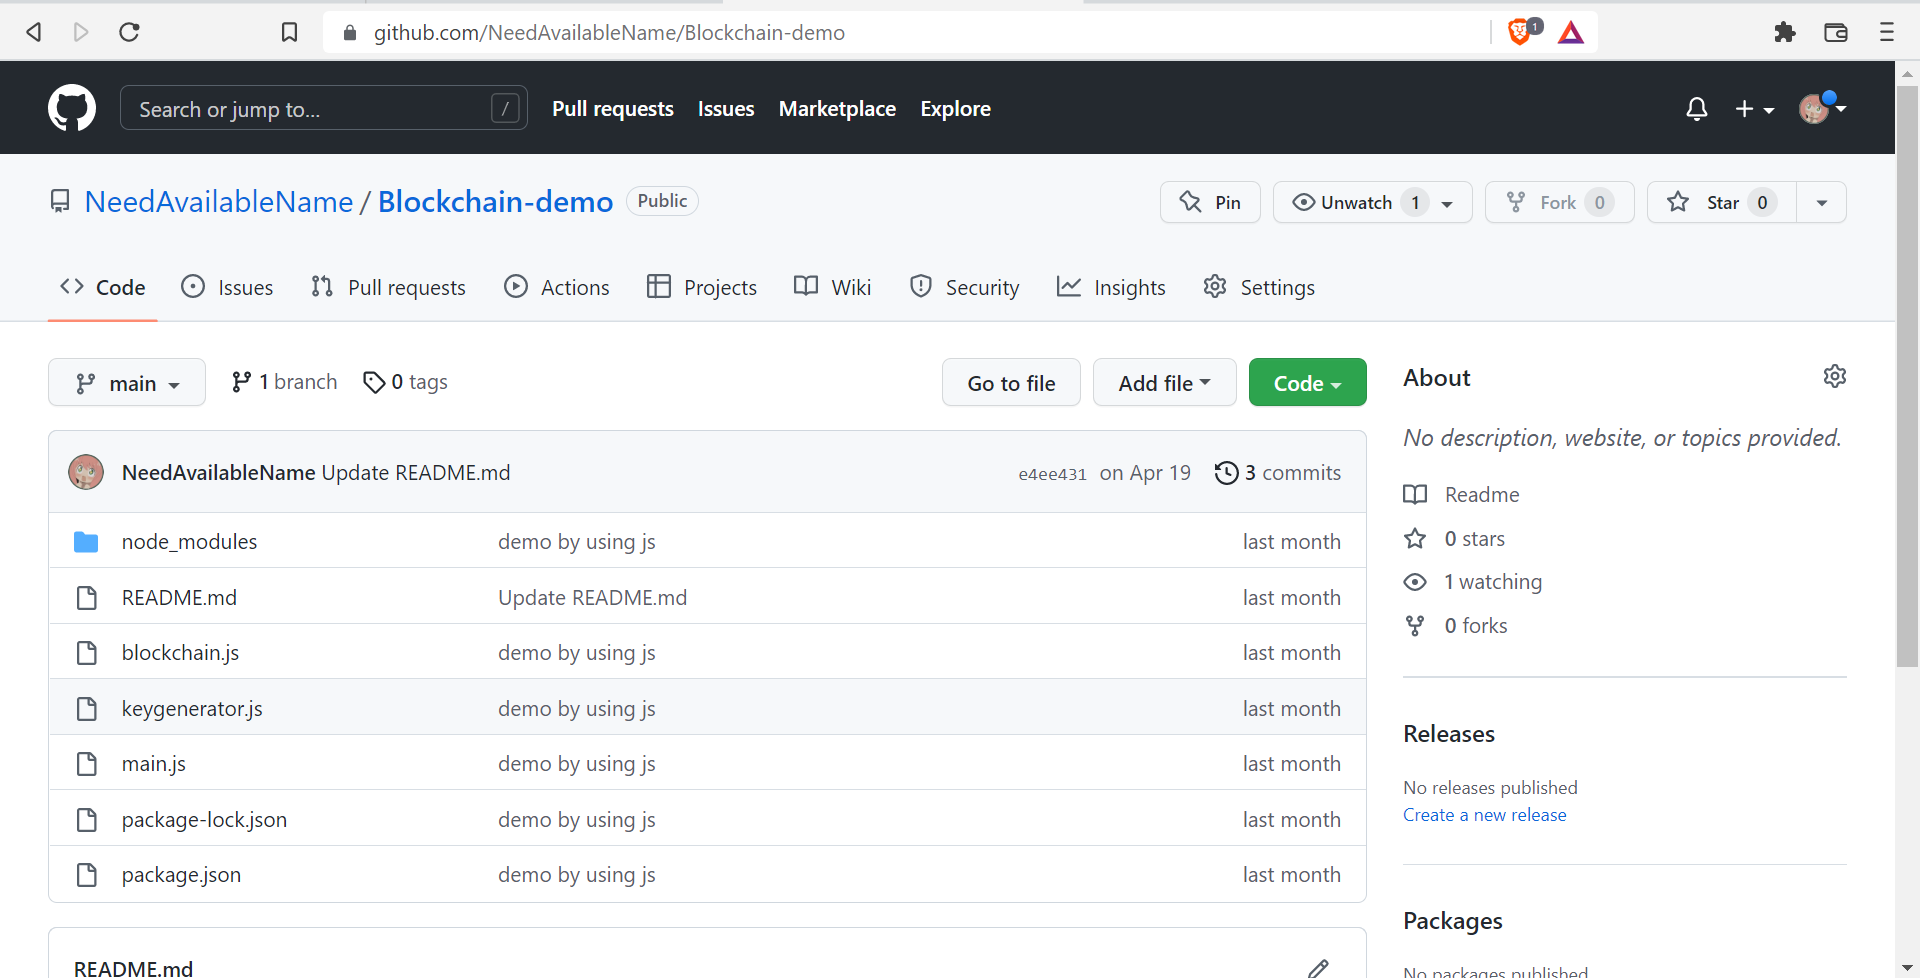 github.com/NeedAvailableName/Blockchain-demo 1
Search or jump to... / Pull requests Issues Marketplace Explore
NeedAvailableName / Blockchain-demo Public Pin Unwatch 1 Fork 0 Star 0
Code Issues Pull requests Actions Projects Wiki Security Insights Settings
main 1 branch 0 tags Go to file Add file Code
NeedAvailableName Update README.md e4ee431 on Apr 19 3 commits
node_modules demo by using js last month
README.md Update README.md last month
blockchain.js demo by using js last month
keygenerator.js demo by using js last month
main.js demo by using js last month
package-lock.json demo by using js last month
package.json demo by using js last month
README.md
About
No description, website, or topics provided.
Readme
0 stars
1 watching
0 forks
Releases
No releases published
Create a new release
Packages
No packages published